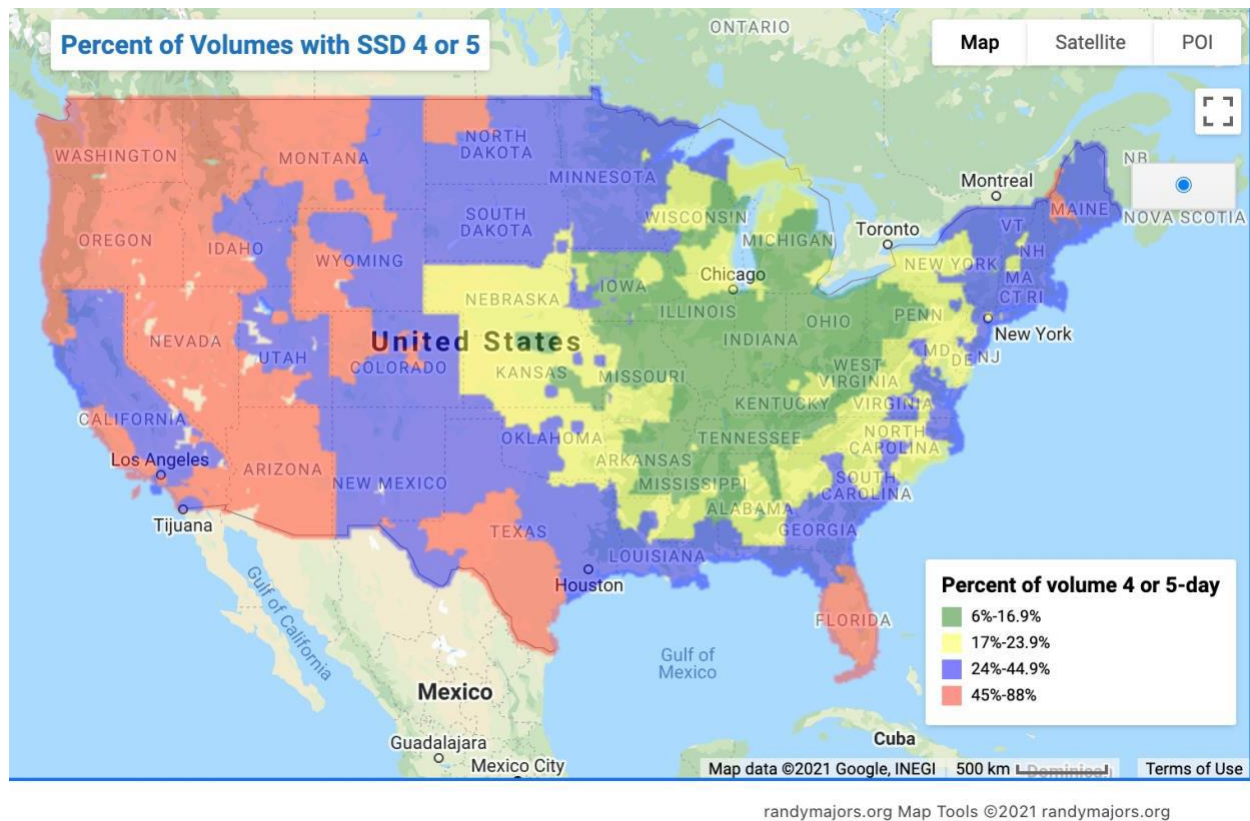 Percent of Volumes with SSD 4 or 5
Map
Satellite
POI
ONTARIO
WASHINGTON
MONTANA
NORTH
DAKOTA
MINNESOTA
NB
Montreal
MAINE
NOVA SCOTIA
OREGON
IDAHO
WYOMING
SOUTH
DAKOTA
WISCONSIN
MICHIGAN
Toronto
VT
NH
NEW YORK
MA
CT RI
Chicago
IOWA
NEBRASKA
ILLINOIS
INDIANA
OHIO
PENN
New York
NEVADA
UTAH
United States
COLORADO
KANSAS
MISSOURI
WEST
VIRGINIA
MD
DE
NJ
KENTUCKY
VIRGINIA
CALIFORNIA
Los Angeles
ARIZONA
NEW MEXICO
OKLAHOMA
ARKANSAS
TENNESSEE
NORTH
CAROLINA
MISSISSIPPI
SOUTH
CAROLINA
ALABAMA
GEORGIA
Tijuana
TEXAS
LOUISIANA
Houston
FLORIDA
Gulf of California
Gulf of
Mexico
Mexico
Guadalajara
Mexico City
Cuba
Percent of volume 4 or 5-day
6%-16.9%
17%-23.9%
24%-44.9%
45%-88%
Map data ©2021 Google, INEGI
500 km
Terms of Use
randymajors.org Map Tools ©2021 randymajors.org